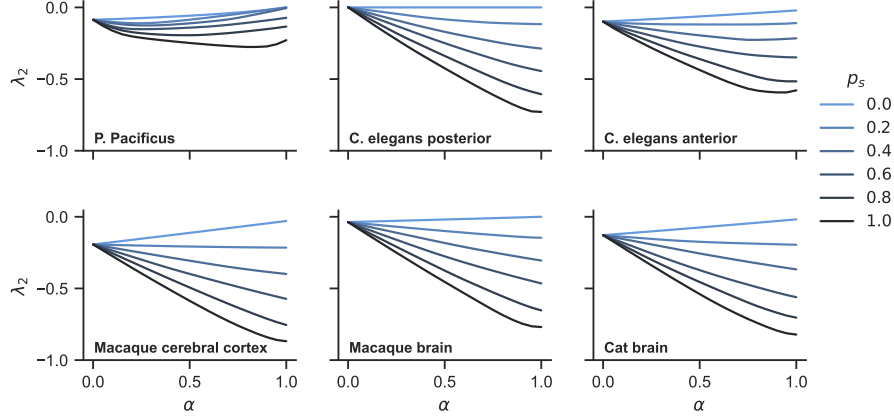 0.0
−0.5
−1.0
λ2
P. Pacificus
C. elegans posterior
C. elegans anterior
ps
0.0
0.2
0.4
0.6
0.8
1.0
0.0
−0.5
−1.0
λ2
Macaque cerebral cortex
Macaque brain
Cat brain
0.0 0.5 1.0
0.0 0.5 1.0
0.0 0.5 1.0
α
α
α